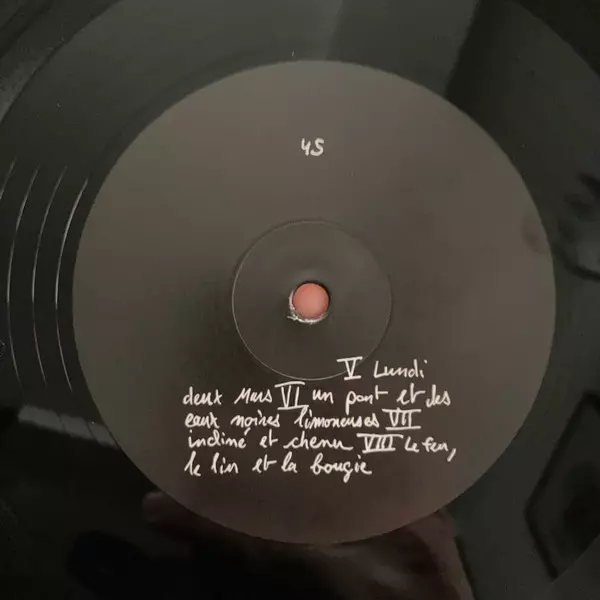 45
V Lundi
deux mars VI un pont et des
eaux noires limoneuses VII
incliné et chenu VIII Le feu,
le lin et la bougie